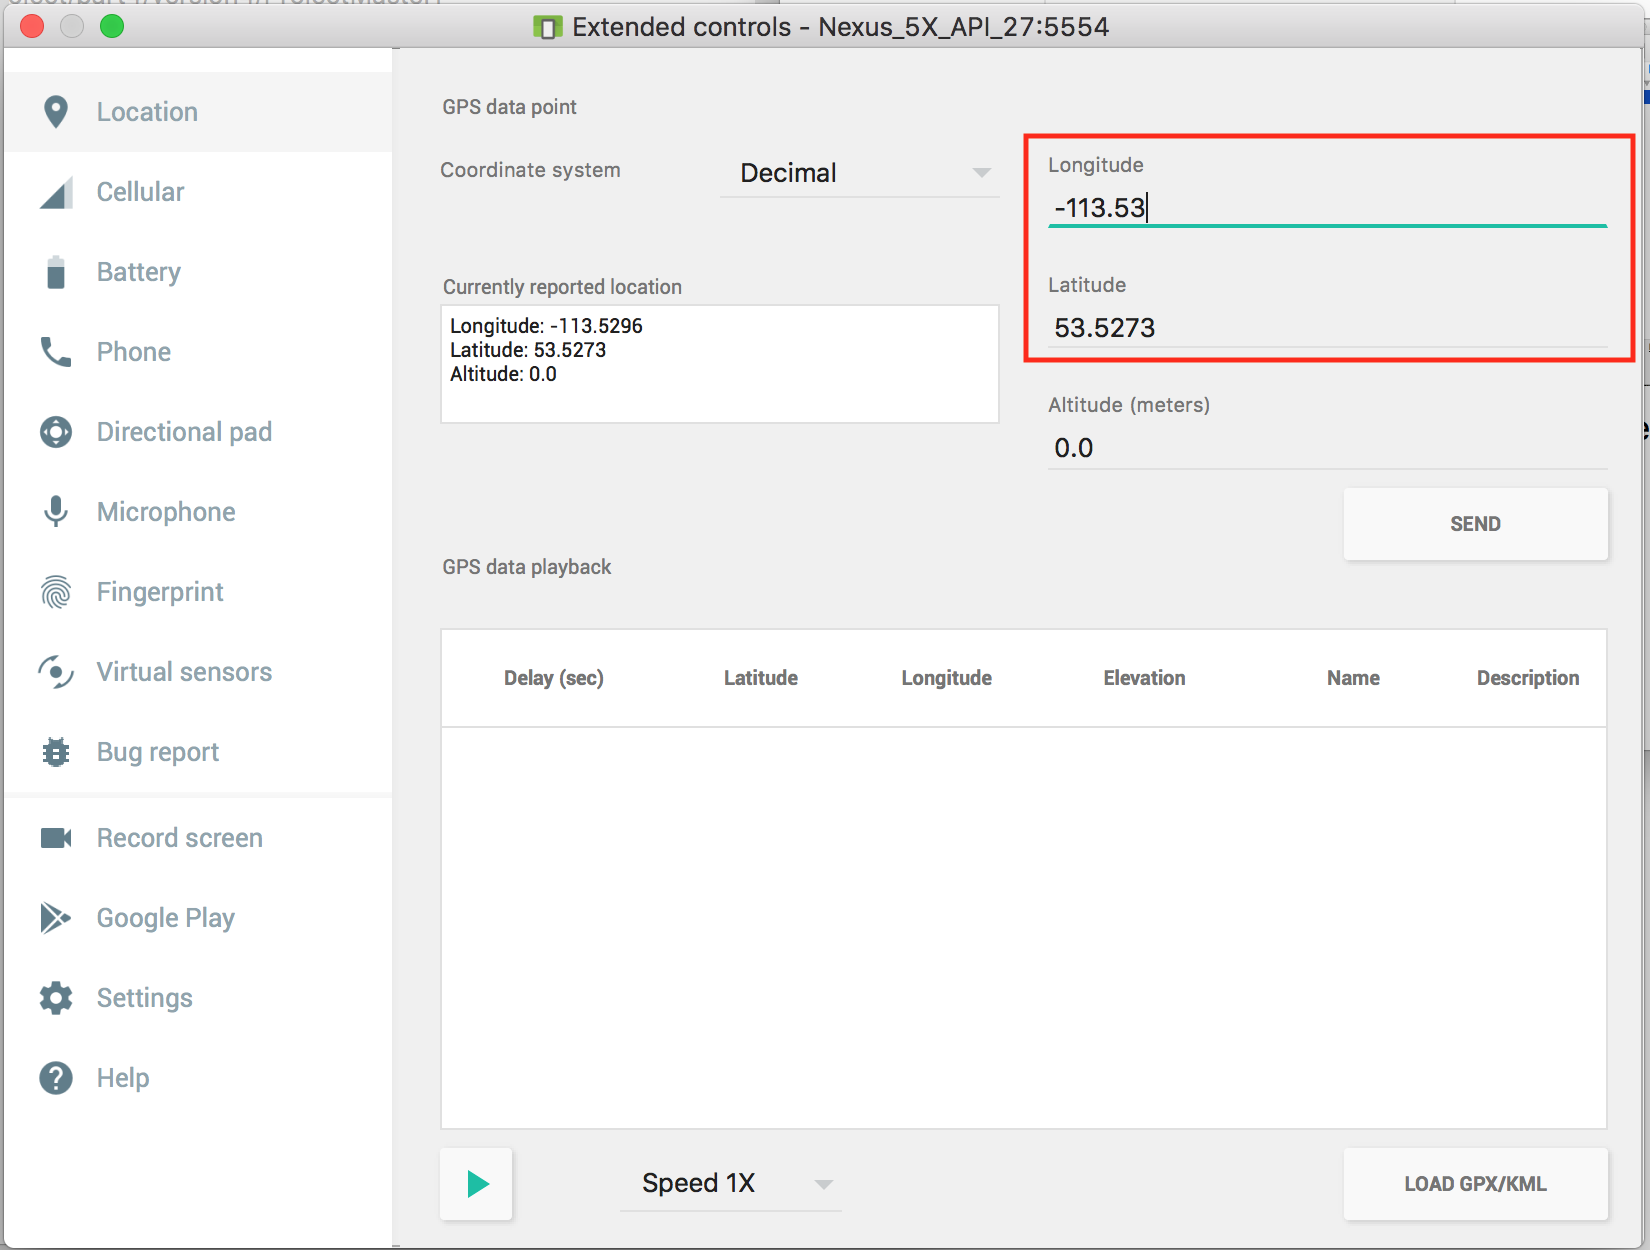 Extended controls - Nexus_5X_API_27:5554
Location
Cellular
Battery
Phone
Directional pad
Microphone
Fingerprint
Virtual sensors
Bug report
Record screen
Google Play
Settings
Help
GPS data point
Coordinate system
Decimal
Longitude
-113.53
Latitude
53.5273
Currently reported location
Longitude: -113.5296
Latitude: 53.5273
Altitude: 0.0
Altitude (meters)
0.0
SEND
GPS data playback
Delay (sec) Latitude Longitude Elevation Name Description
Speed 1X
LOAD GPX/KML